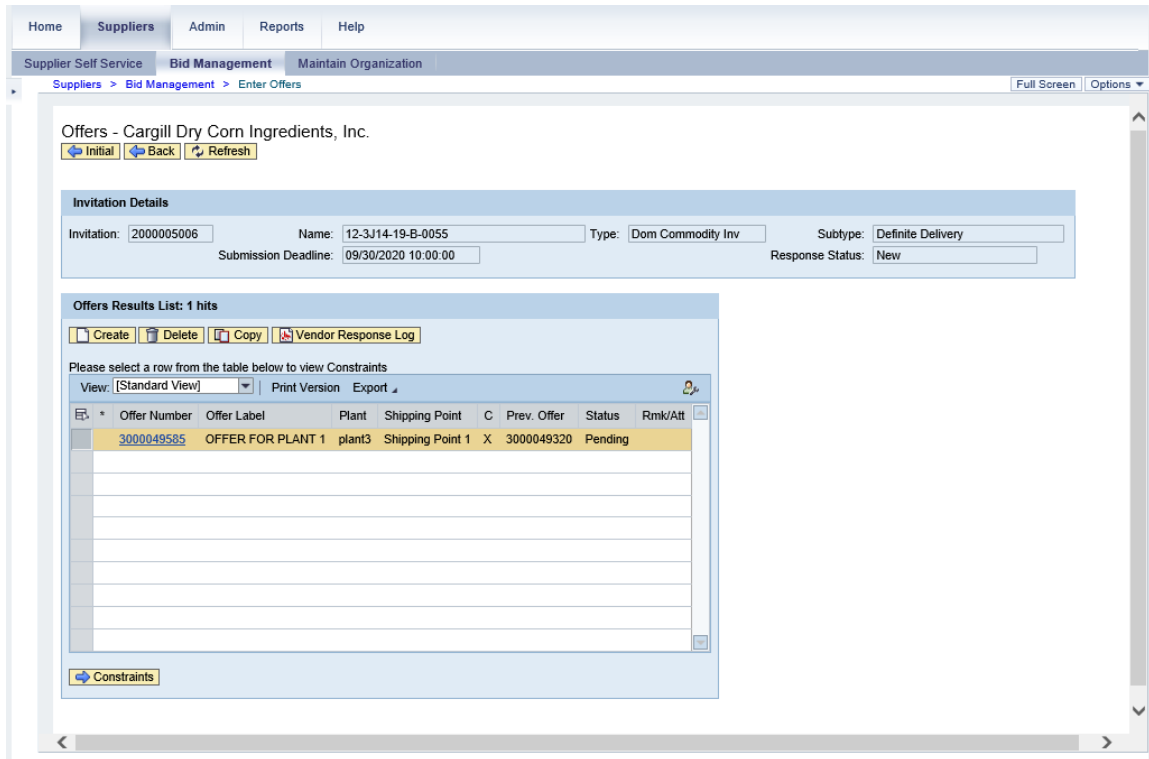 Home Suppliers Admin Reports Help
Supplier Self Service Bid Management Maintain Organization
Suppliers > Bid Management > Enter Offers Full Screen Options
Offers - Cargill Dry Corn Ingredients, Inc.
Initial Back Refresh
Invitation Details
Invitation: 2000005006 Name: 12-3J14-19-B-0055 Type: Dom Commodity Inv Subtype: Definite Delivery
Submission Deadline: 09/30/2020 10:00:00 Response Status: New
Offers Results List: 1 hits
Create Delete Copy Vendor Response Log
Please select a row from the table below to view Constraints
View: [Standard View] Print Version Export
* Offer Number Offer Label Plant Shipping Point C Prev. Offer Status Rmk/Att
3000049585 OFFER FOR PLANT 1 plant3 Shipping Point 1 X 3000049320 Pending
Constraints